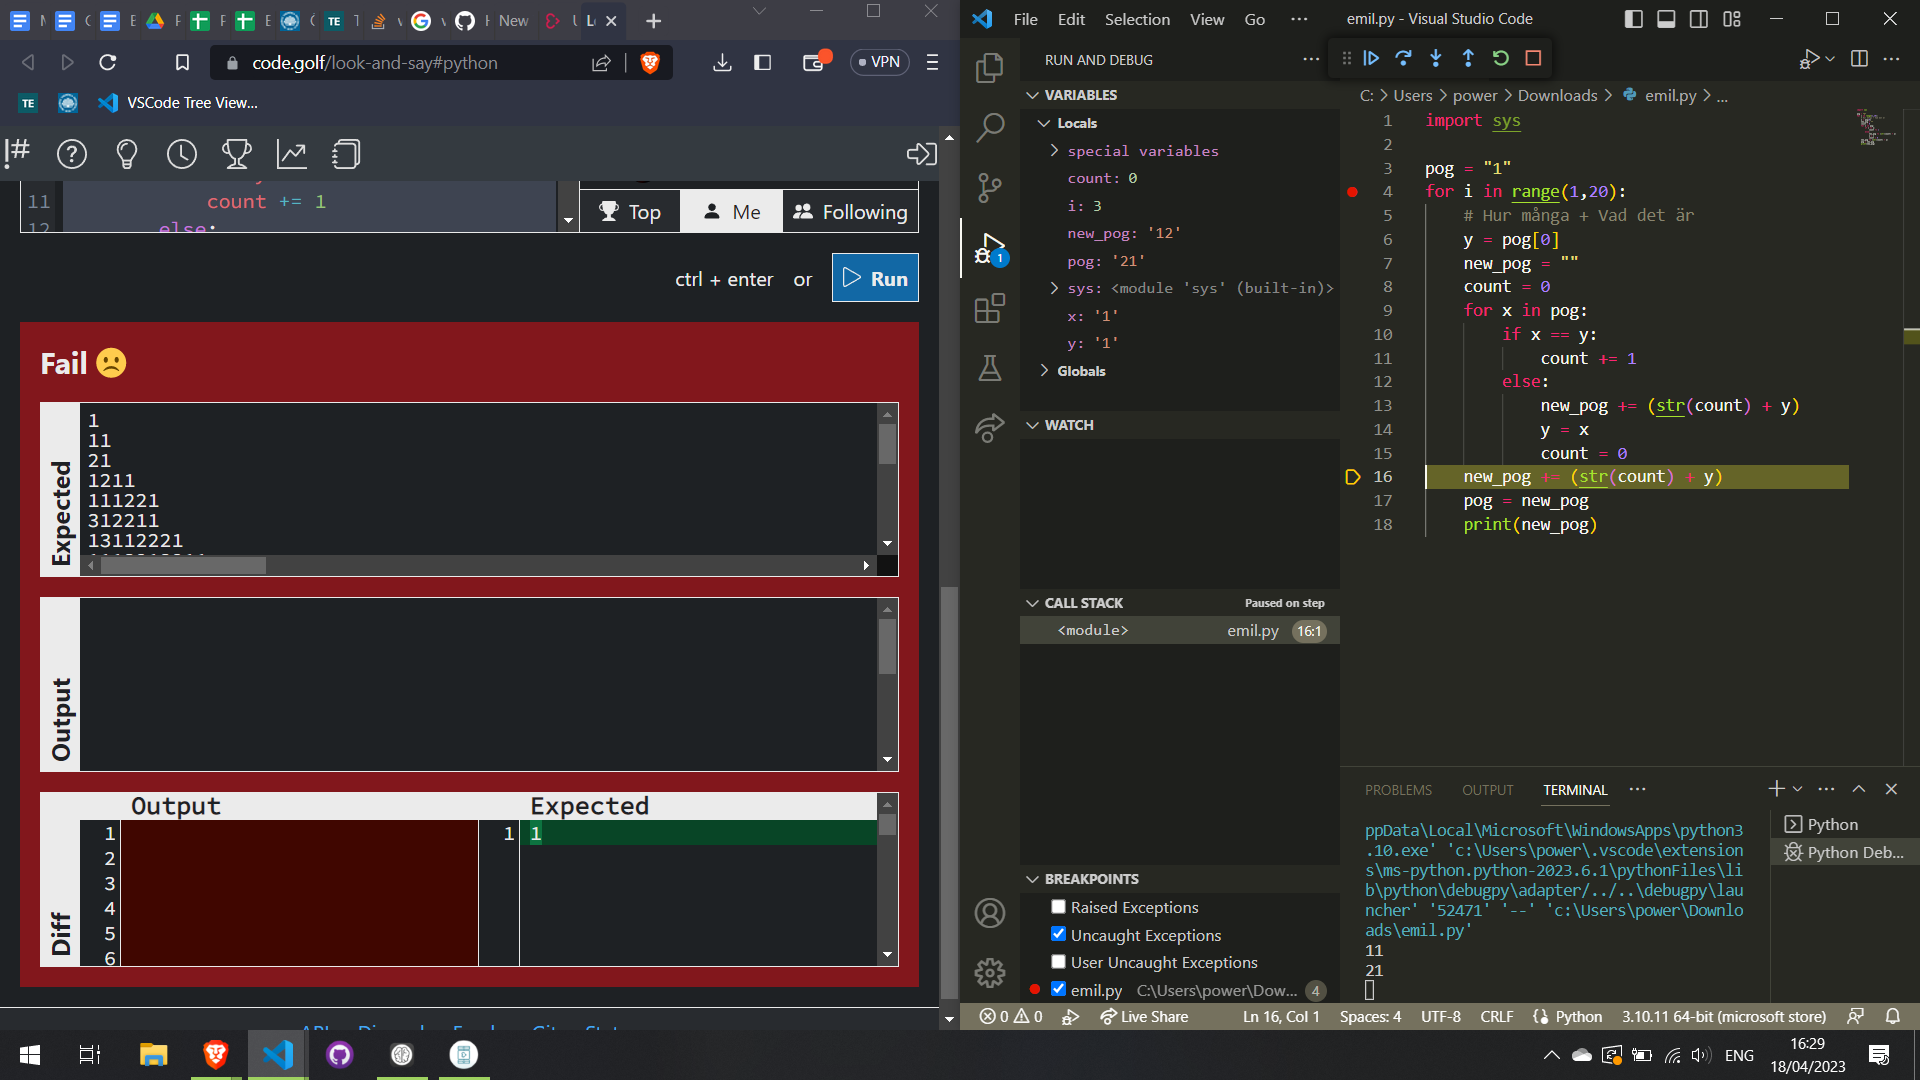 New
code.golf/look-and-say#python
VPN
TE
VSCode Tree View...
11 count += 1
12 else:
Top
Me
Following
ctrl + enter or
Run
Fail
Expected
1
11
21
1211
111221
312211
13112221
Output
Diff
Output
Expected
1
2
3
4
5
6
1 1
File Edit Selection View Go ...
emil.py - Visual Studio Code
RUN AND DEBUG
VARIABLES
Locals
special variables
count: 0
i: 3
new_pog: '12'
pog: '21'
sys: <module 'sys' (built-in)>
x: '1'
y: '1'
Globals
WATCH
CALL STACK
Paused on step
<module>
emil.py 16:1
BREAKPOINTS
Raised Exceptions
Uncaught Exceptions
User Uncaught Exceptions
emil.py C:\Users\power\Dow... 4
C: > Users > power > Downloads > emil.py > ...
1 import sys
2
3 pog = "1"
4 for i in range(1,20):
5 # Hur många + Vad det är
6 y = pog[0]
7 new_pog = ""
8 count = 0
9 for x in pog:
10 if x == y:
11 count += 1
12 else:
13 new_pog += (str(count) + y)
14 y = x
15 count = 0
16 new_pog += (str(count) + y)
17 pog = new_pog
18 print(new_pog)
PROBLEMS OUTPUT TERMINAL ...
ppData\Local\Microsoft\WindowsApps\python3
.10.exe' 'c:\Users\power\.vscode\extension
s\ms-python.python-2023.6.1\pythonFiles\li
b\python\debugpy\adapter/../..\debugpy\lau
ncher' '52471' '--' 'c:\Users\power\Downlo
ads\emil.py'
11
21
Python
Python Deb...
0 0
Live Share
Ln 16, Col 1
Spaces: 4
UTF-8
CRLF
Python
3.10.11 64-bit (microsoft store)
ENG
16:29
18/04/2023